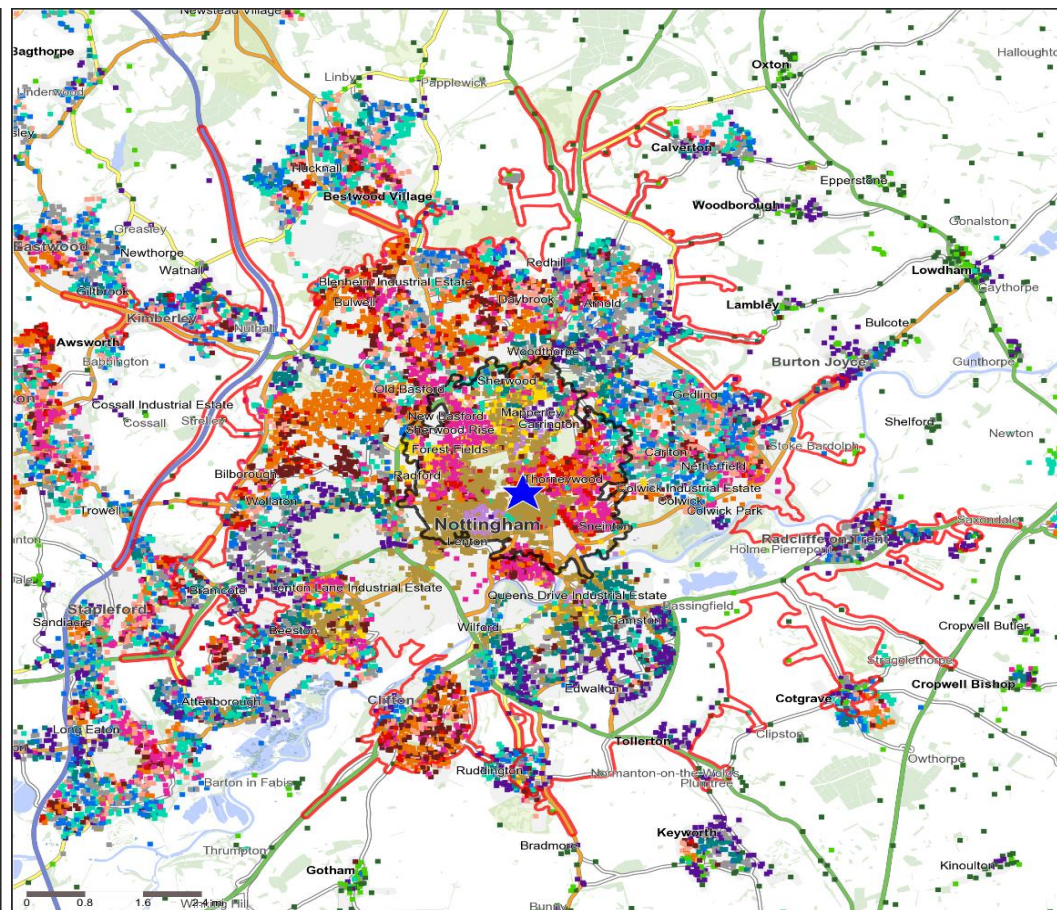 Newstead Village
Bagthorpe
Underwood
Linby
Papplewick
Oxton
Halloughton
Hucknall
Calverton
Epperstone
Bestwood Village
Woodborough
Gonalston
Greasley
Eastwood
Newthorpe
Watnall
Redhill
Lowdham
Caythorpe
Giltbrook
Blenheim Industrial Estate
Bulwell
Daybrook
Arnold
Lambley
Kimberley
Nuthall
Bulcote
Awsworth
Babbington
Woodthorpe
Burton Joyce
Gunthorpe
Old Basford
Sherwood
Gedling
Cossall Industrial Estate
Cossall
Strelley
New Basford
Mapperley
Carrington
Sherwood Rise
Shelford
Newton
Forest Fields
Carlton
Stoke Bardolph
Netherfield
Bilborough
Radford
Thorneywood
Colwick Industrial Estate
Wollaton
Colwick
Colwick Park
Trowell
Nottingham
Sneinton
Saxondale
Lenton
Radcliffe on Trent
Holme Pierrepont
Bramcote
Lenton Lane Industrial Estate
Queens Drive Industrial Estate
Stapleford
Bassingfield
Sandiacre
Beeston
Wilford
Gamston
Cropwell Butler
Stragglethorpe
Attenborough
Clifton
Edwalton
Cotgrave
Cropwell Bishop
Long Eaton
Tollerton
Clipston
Owthorpe
Barton in Fabis
Ruddington
Normanton-on-the-Wolds
Plumtree
Thrumpton
Bradmore
Keyworth
Gotham
Kinoulton
0 0.8 1.6 2.4 mi
Bunny